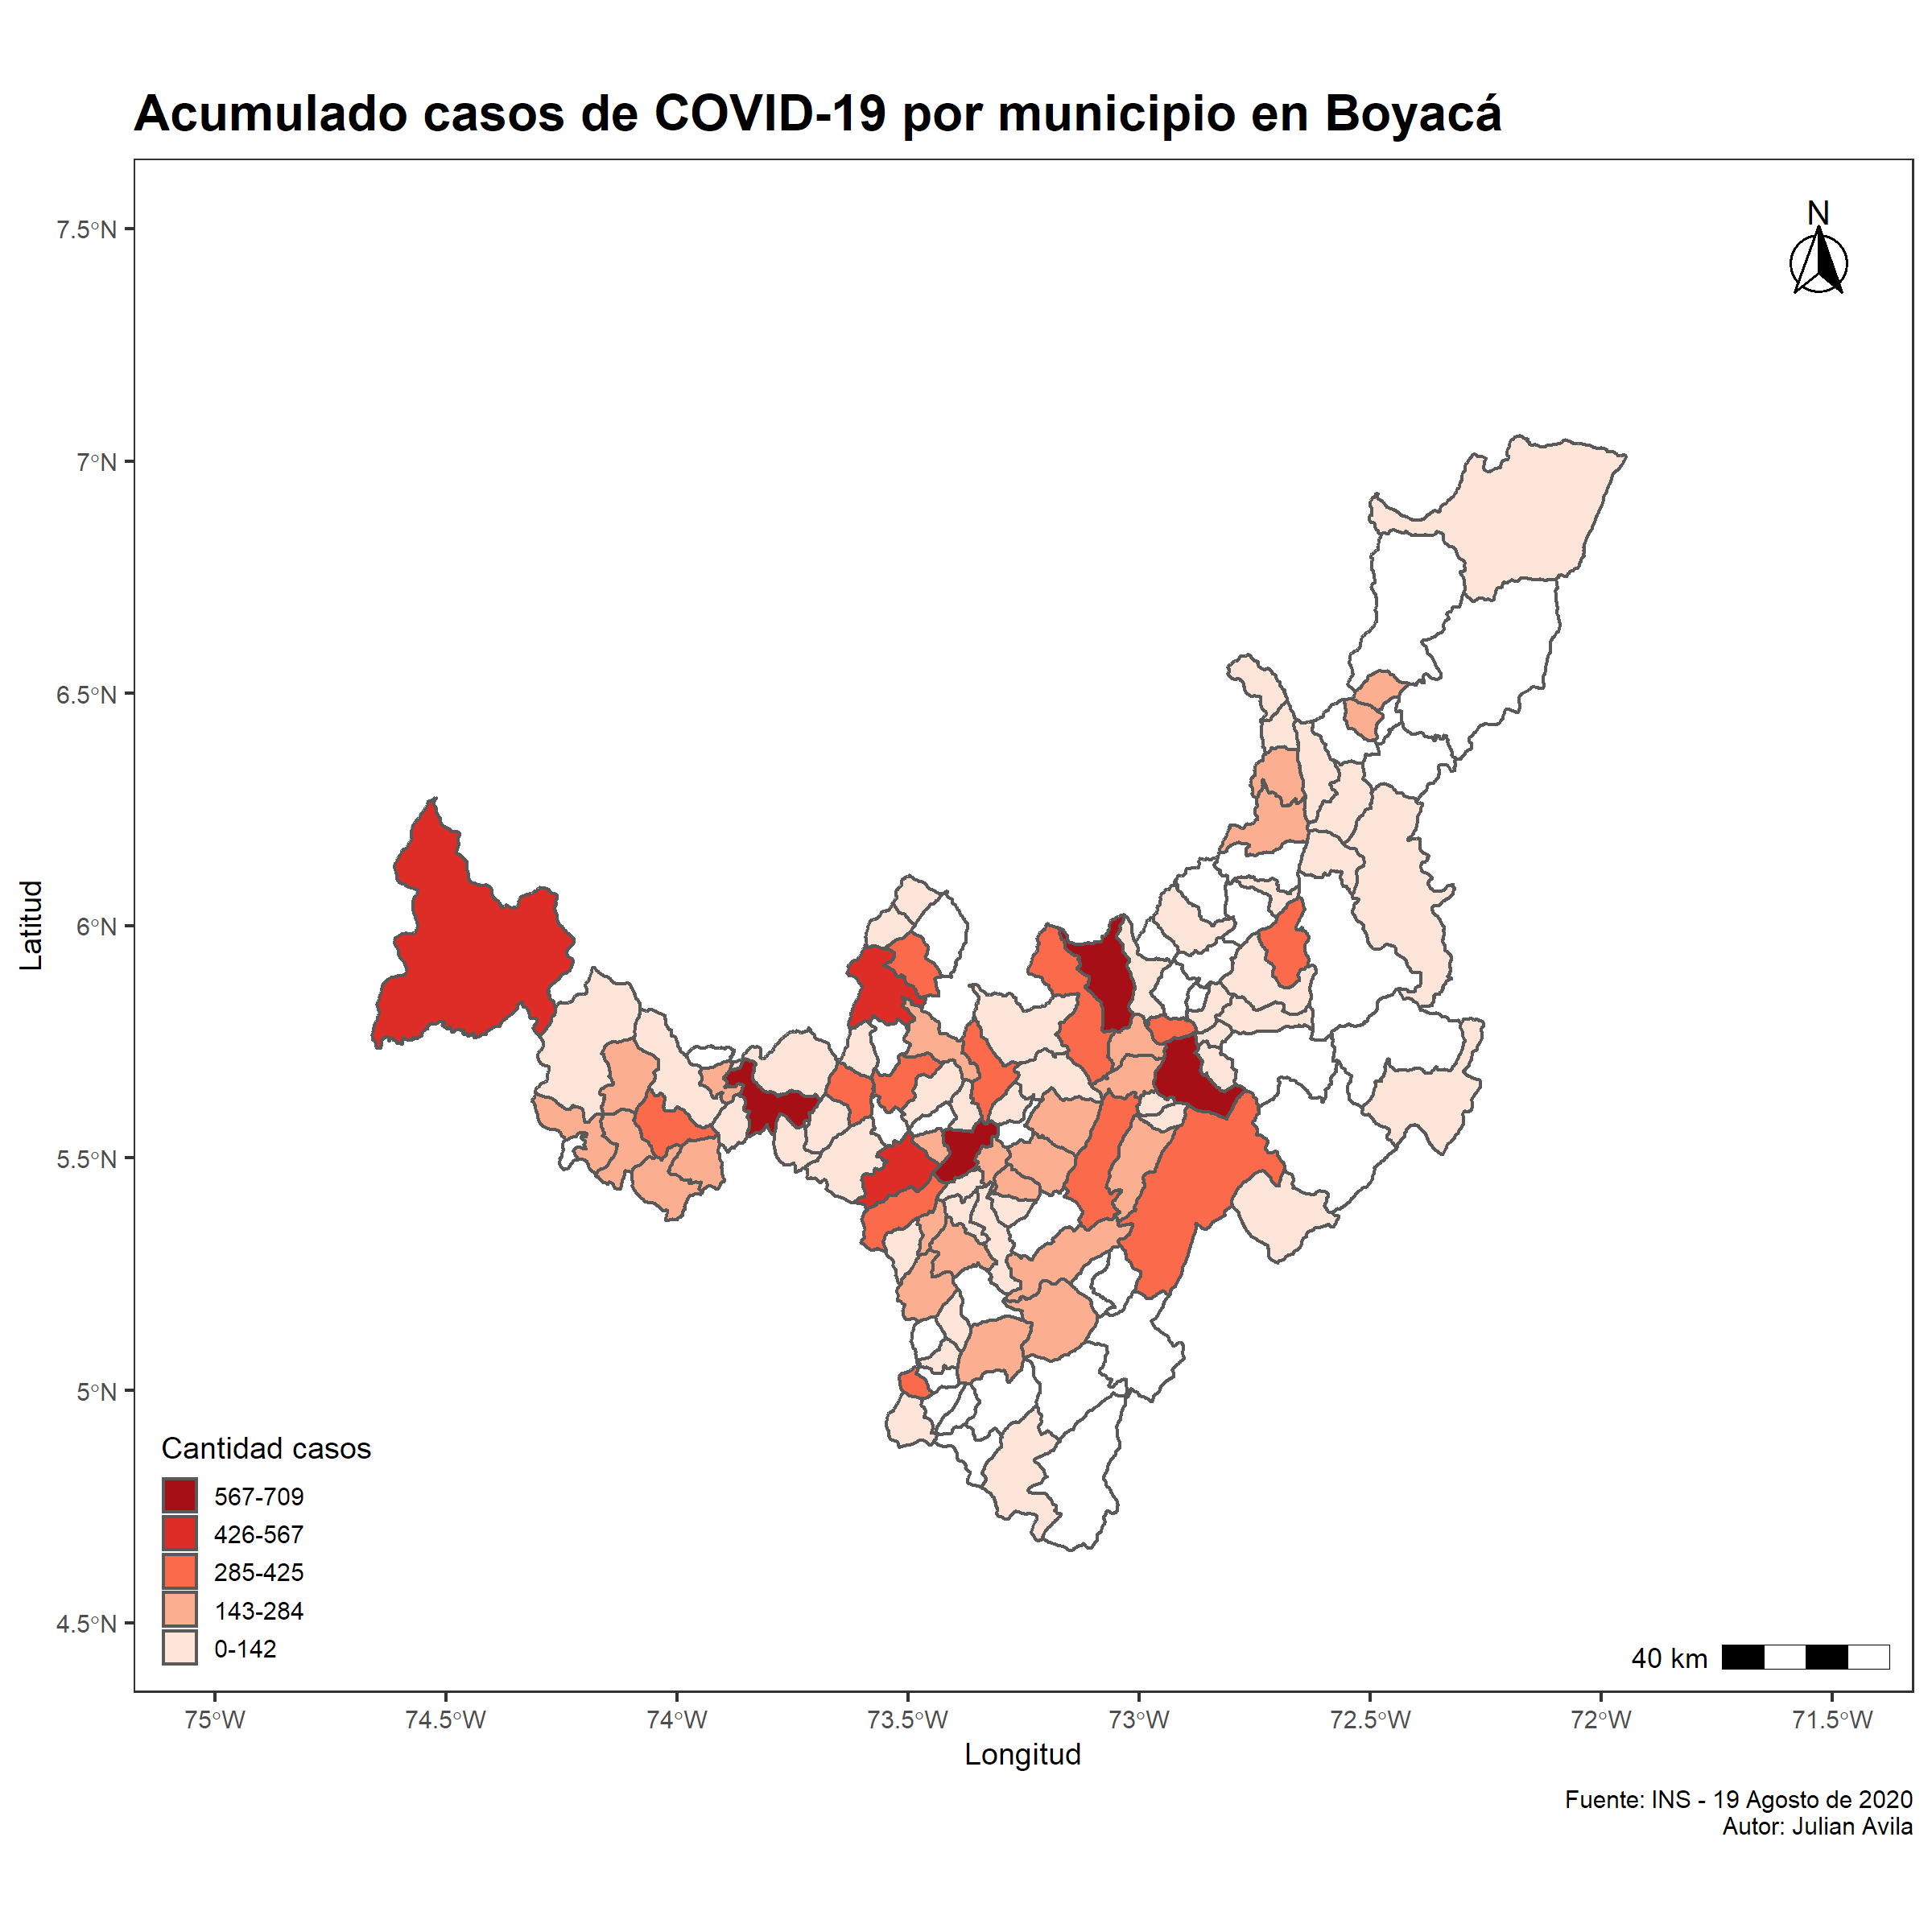 Acumulado casos de COVID-19 por municipio en Boyacá
N
7.5°N
7°N
6.5°N
6°N
5.5°N
5°N
4.5°N
Latitud
Cantidad casos
567-709
426-567
285-425
143-284
0-142
40 km
75°W
74.5°W
74°W
73.5°W
73°W
72.5°W
72°W
71.5°W
Longitud
Fuente: INS - 19 Agosto de 2020
Autor: Julian Avila